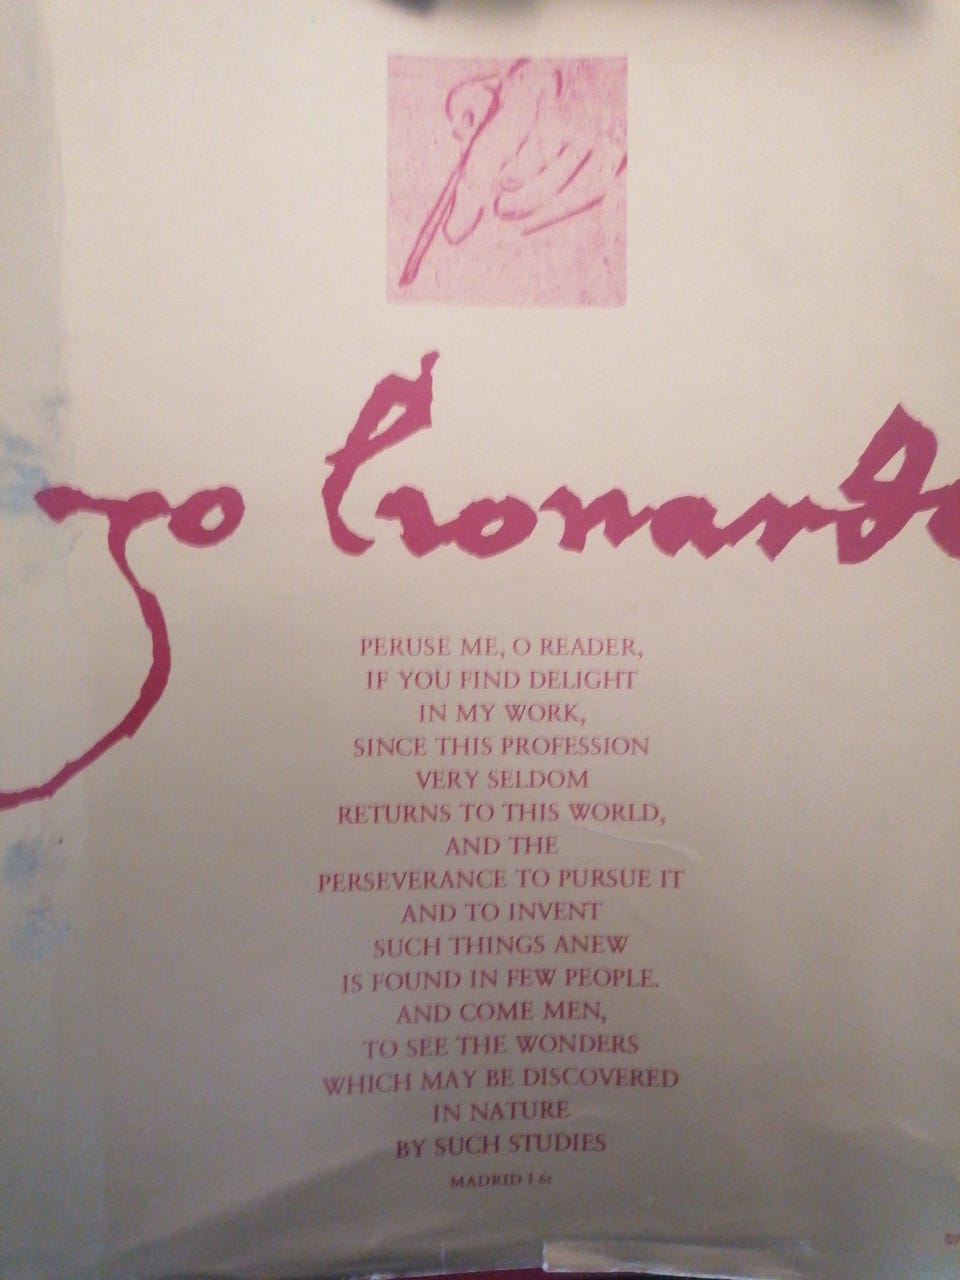 yo Leonardo
PERUSE ME, O READER,
IF YOU FIND DELIGHT
IN MY WORK,
SINCE THIS PROFESSION
VERY SELDOM
RETURNS TO THIS WORLD,
AND THE
PERSEVERANCE TO PURSUE IT
AND TO INVENT
SUCH THINGS ANEW
IS FOUND IN FEW PEOPLE.
AND COME MEN,
TO SEE THE WONDERS
WHICH MAY BE DISCOVERED
IN NATURE
BY SUCH STUDIES
MADRID I 6r